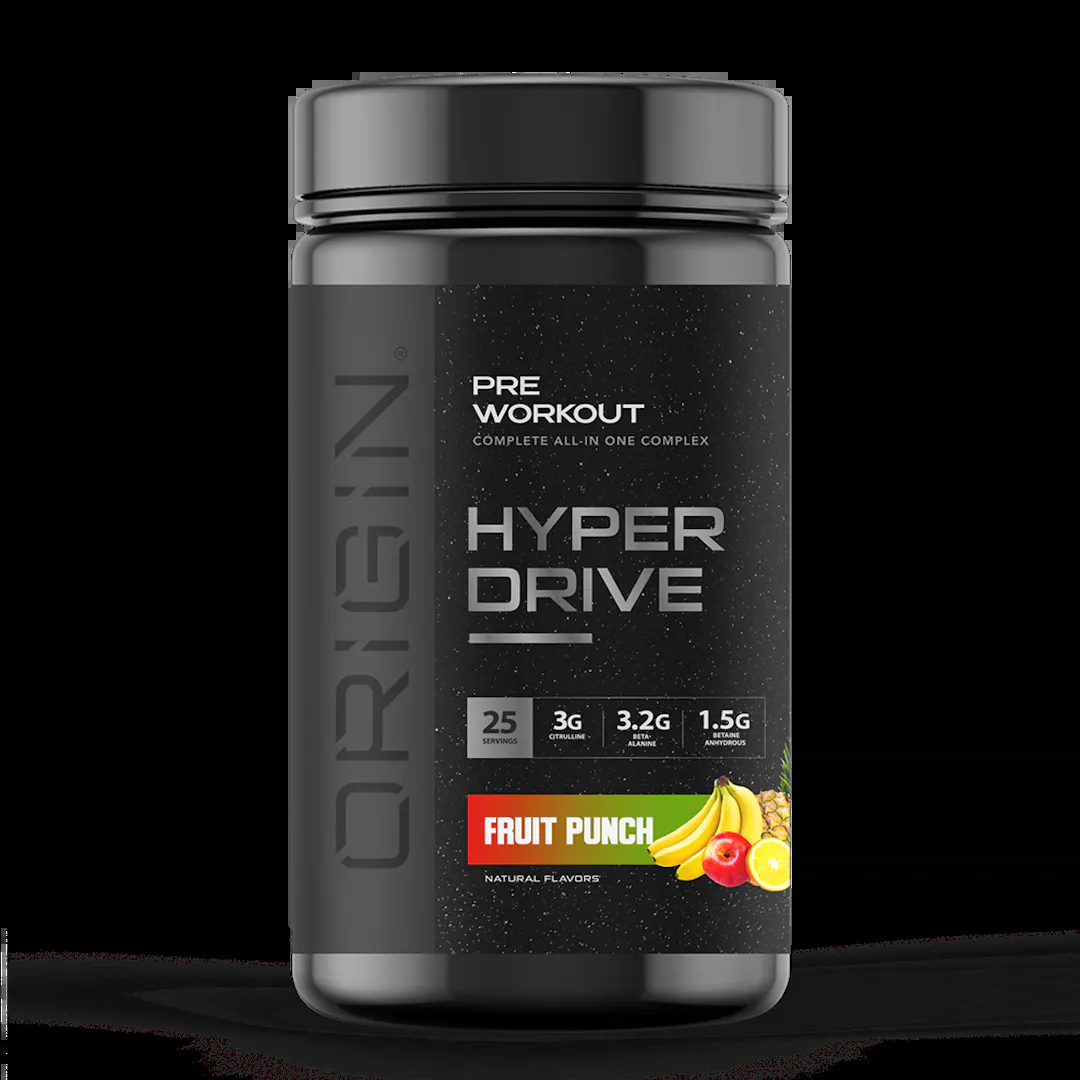 ORIGIN®
PRE
WORKOUT
COMPLETE ALL-IN ONE COMPLEX
HYPER
DRIVE
25
SERVINGS
3G
CITRULLINE
3.2G
BETA-
ALANINE
1.5G
BETAINE
ANHYDROUS
FRUIT PUNCH
NATURAL FLAVORS